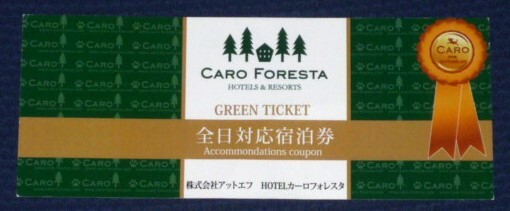 CARO FORESTA
HOTELS & RESORTS
GREEN TICKET
全日対応宿泊券
Accommondations coupon
株式会社アットエフ HOTELカーロフォレスタ
CARO